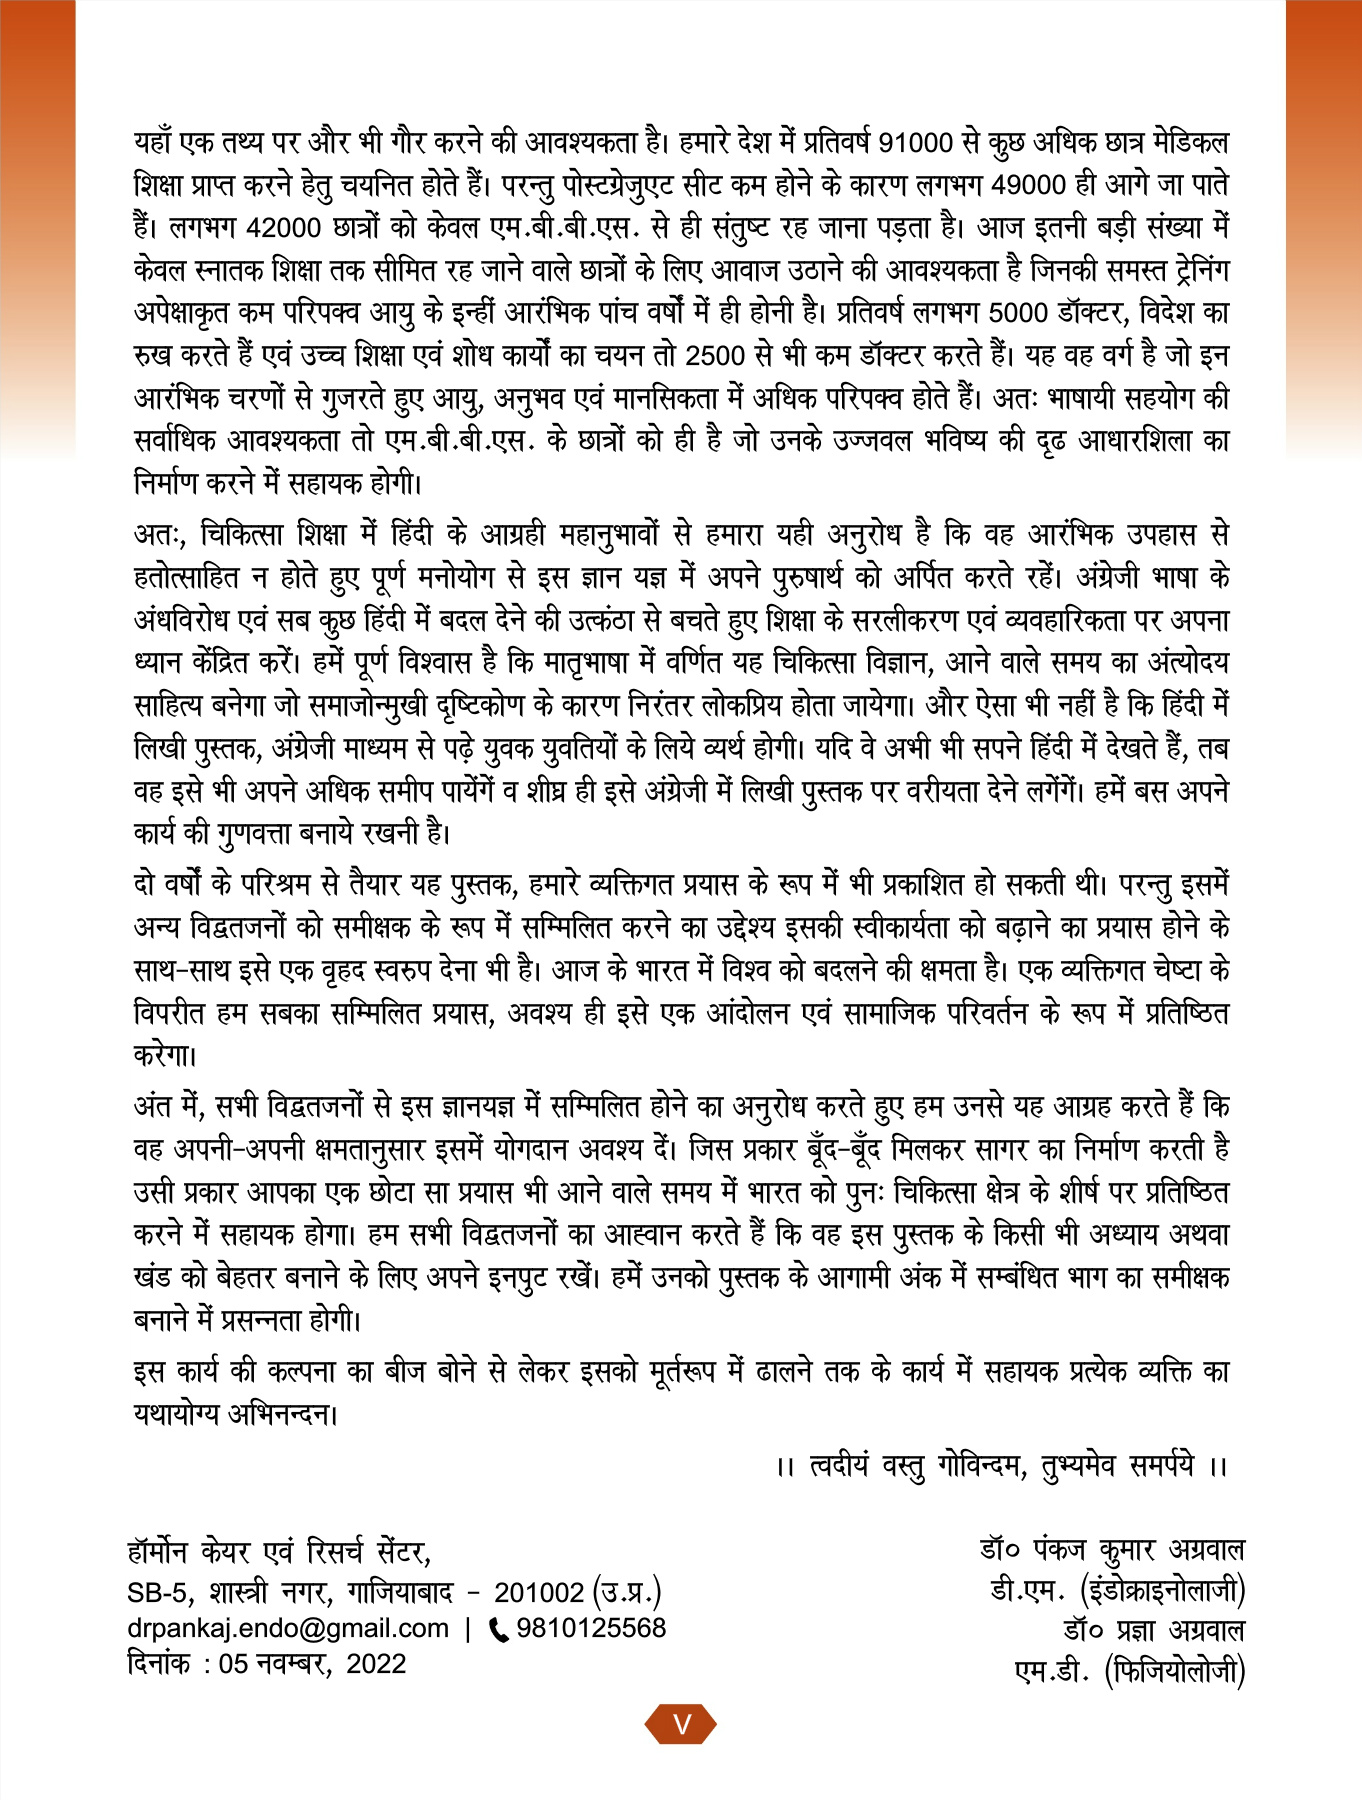 यहाँ एक तथ्य पर और भी गौर करने की आवश्यकता है। हमारे देश में प्रतिवर्ष 91000 से कुछ अधिक छात्र मेडिकल
शिक्षा प्राप्त करने हेतु चयनित होते हैं। परन्तु पोस्टग्रेजुएट सीट कम होने के कारण लगभग 49000 ही आगे जा पाते
हैं। लगभग 42000 छात्रों को केवल एम.बी.बी.एस. से ही संतुष्ट रह जाना पड़ता है। आज इतनी बड़ी संख्या में
केवल स्नातक शिक्षा तक सीमित रह जाने वाले छात्रों के लिए आवाज उठाने की आवश्यकता है जिनकी समस्त ट्रेनिंग
अपेक्षाकृत कम परिपक्व आयु के इन्हीं आरंभिक पांच वर्षों में ही होनी है। प्रतिवर्ष लगभग 5000 डॉक्टर, विदेश का
रुख करते हैं एवं उच्च शिक्षा एवं शोध कार्यों का चयन तो 2500 से भी कम डॉक्टर करते हैं। यह वह वर्ग है जो इन
आरंभिक चरणों से गुजरते हुए आयु, अनुभव एवं मानसिकता में अधिक परिपक्व होते हैं। अतः भाषायी सहयोग की
सर्वाधिक आवश्यकता तो एम.बी.बी.एस. के छात्रों को ही है जो उनके उज्जवल भविष्य की दृढ आधारशिला का
निर्माण करने में सहायक होगी।
अतः, चिकित्सा शिक्षा में हिंदी के आग्रही महानुभावों से हमारा यही अनुरोध है कि वह आरंभिक उपहास से
हतोत्साहित न होते हुए पूर्ण मनोयोग से इस ज्ञान यज्ञ में अपने पुरुषार्थ को अर्पित करते रहें। अंग्रेजी भाषा के
अंधविरोध एवं सब कुछ हिंदी में बदल देने की उत्कंठा से बचते हुए शिक्षा के सरलीकरण एवं व्यवहारिकता पर अपना
ध्यान केंद्रित करें। हमें पूर्ण विश्वास है कि मातृभाषा में वर्णित यह चिकित्सा विज्ञान, आने वाले समय का अंत्योदय
साहित्य बनेगा जो समाजोन्मुखी दृष्टिकोण के कारण निरंतर लोकप्रिय होता जायेगा। और ऐसा भी नहीं है कि हिंदी में
लिखी पुस्तक, अंग्रेजी माध्यम से पढ़े युवक युवतियों के लिये व्यर्थ होगी। यदि वे अभी भी सपने हिंदी में देखते हैं, तब
वह इसे भी अपने अधिक समीप पायेंगें व शीघ्र ही इसे अंग्रेजी में लिखी पुस्तक पर वरीयता देने लगेंगें। हमें बस अपने
कार्य की गुणवत्ता बनाये रखनी है।
दो वर्षों के परिश्रम से तैयार यह पुस्तक, हमारे व्यक्तिगत प्रयास के रूप में भी प्रकाशित हो सकती थी। परन्तु इसमें
अन्य विद्वतजनों को समीक्षक के रूप में सम्मिलित करने का उद्देश्य इसकी स्वीकार्यता को बढ़ाने का प्रयास होने के
साथ-साथ इसे एक वृहद स्वरुप देना भी है। आज के भारत में विश्व को बदलने की क्षमता है। एक व्यक्तिगत चेष्टा के
विपरीत हम सबका सम्मिलित प्रयास, अवश्य ही इसे एक आंदोलन एवं सामाजिक परिवर्तन के रूप में प्रतिष्ठित
करेगा।
अंत में, सभी विद्वतजनों से इस ज्ञानयज्ञ में सम्मिलित होने का अनुरोध करते हुए हम उनसे यह आग्रह करते हैं कि
वह अपनी-अपनी क्षमतानुसार इसमें योगदान अवश्य दें। जिस प्रकार बूँद-बूँद मिलकर सागर का निर्माण करती है
उसी प्रकार आपका एक छोटा सा प्रयास भी आने वाले समय में भारत को पुनः चिकित्सा क्षेत्र के शीर्ष पर प्रतिष्ठित
करने में सहायक होगा। हम सभी विद्वतजनों का आह्वान करते हैं कि वह इस पुस्तक के किसी भी अध्याय अथवा
खंड को बेहतर बनाने के लिए अपने इनपुट रखें। हमें उनको पुस्तक के आगामी अंक में सम्बंधित भाग का समीक्षक
बनाने में प्रसन्नता होगी।
इस कार्य की कल्पना का बीज बोने से लेकर इसको मूर्तरूप में ढालने तक के कार्य में सहायक प्रत्येक व्यक्ति का
यथायोग्य अभिनन्दन।
।। त्वदीयं वस्तु गोविन्दम, तुभ्यमेव समर्पये ।।
हॉर्मोन केयर एवं रिसर्च सेंटर,
SB-5, शास्त्री नगर, गाजियाबाद - 201002 (उ.प्र.)
drpankaj.endo@gmail.com | 9810125568
दिनांक : 05 नवम्बर, 2022
डॉ० पंकज कुमार अग्रवाल
डी.एम. (इंडोक्राइनोलाजी)
डॉ० प्रज्ञा अग्रवाल
एम.डी. (फिजियोलोजी)
V